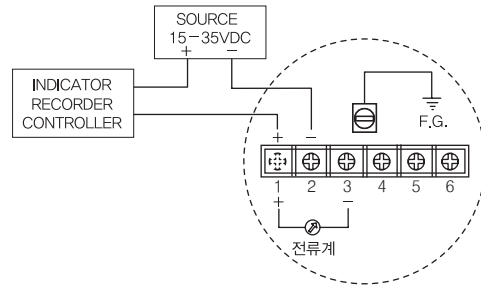 SOURCE
15-35VDC
+ -
INDICATOR
RECORDER
CONTROLLER
F.G.
+ -
1 2 3 4 5 6
+ -
전류계